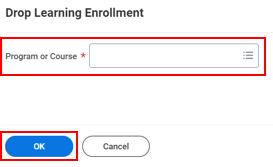 Drop Learning Enrollment
Program or Course *
OK
Cancel